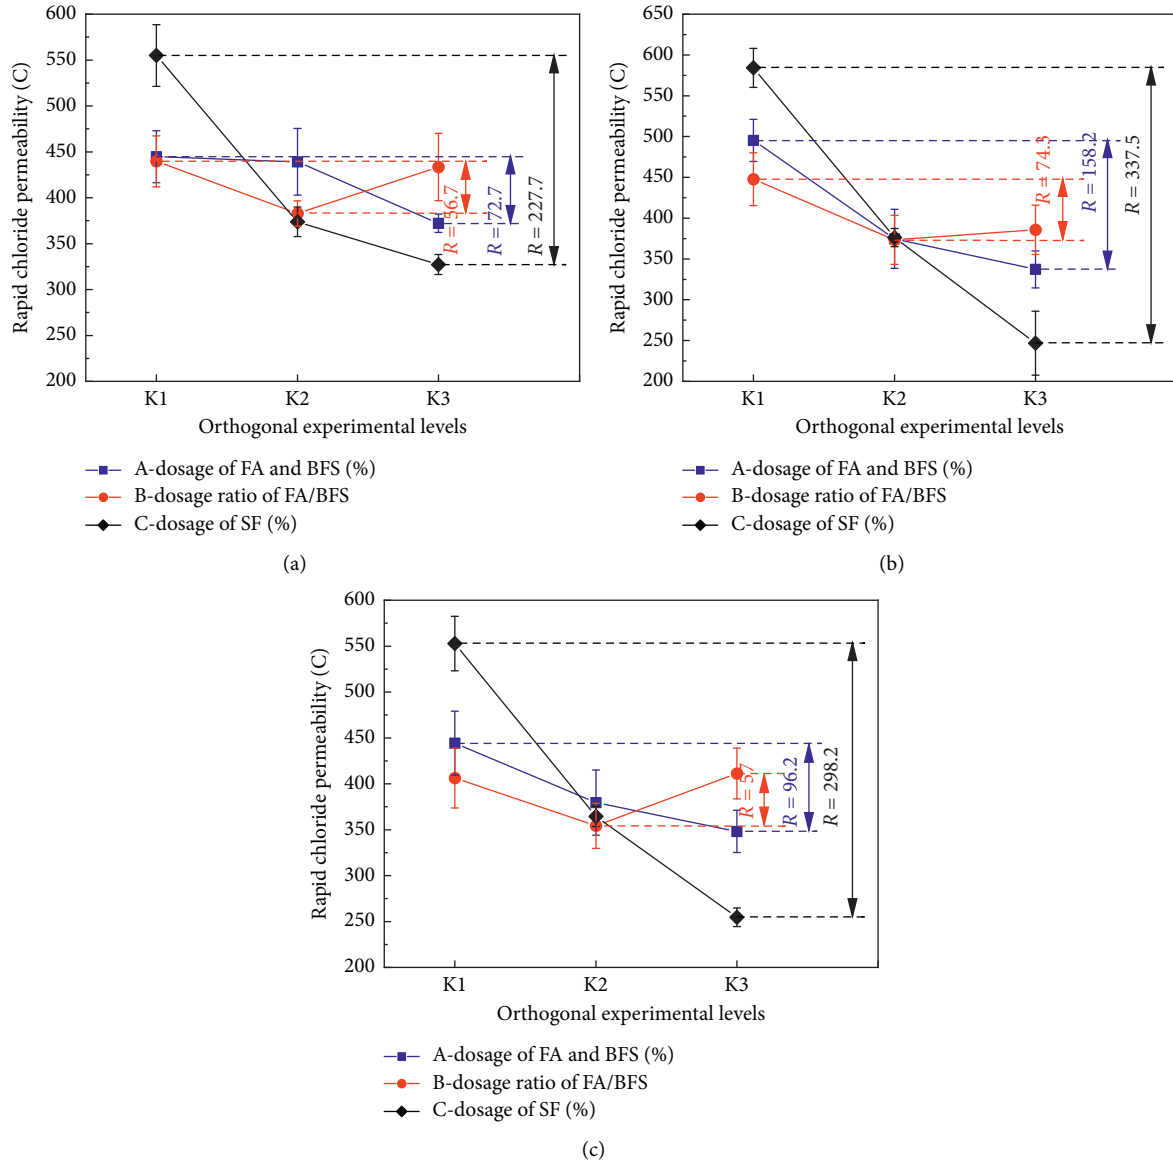 Rapid chloride permeability (C)
600
550
500
450
400
350
300
250
200
R = 56.7
R = 72.7
R = 227.7
K1
K2
K3
Orthogonal experimental levels
A-dosage of FA and BFS (%)
B-dosage ratio of FA/BFS
C-dosage of SF (%)
(a)
Rapid chloride permeability (C)
650
600
550
500
450
400
350
300
250
200
R = 74.3
R = 158.2
R = 337.5
K1
K2
K3
Orthogonal experimental levels
A-dosage of FA and BFS (%)
B-dosage ratio of FA/BFS
C-dosage of SF (%)
(b)
Rapid chloride permeability (C)
600
550
500
450
400
350
300
250
200
R = 57
R = 96.2
R = 298.2
K1
K2
K3
Orthogonal experimental levels
A-dosage of FA and BFS (%)
B-dosage ratio of FA/BFS
C-dosage of SF (%)
(c)